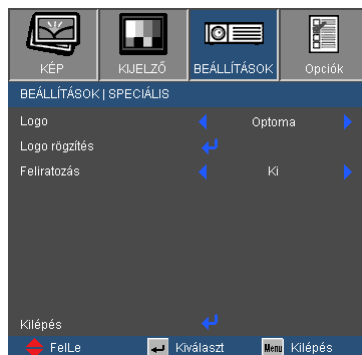 KÉP KIJELZŐ BEÁLLÍTÁSOK Opciók
BEÁLLÍTÁSOK | SPECIÁLIS
Logo Optoma
Logo rögzítés
Feliratozás Ki
Kilépés
FelLe Kiválaszt Menu Kilépés